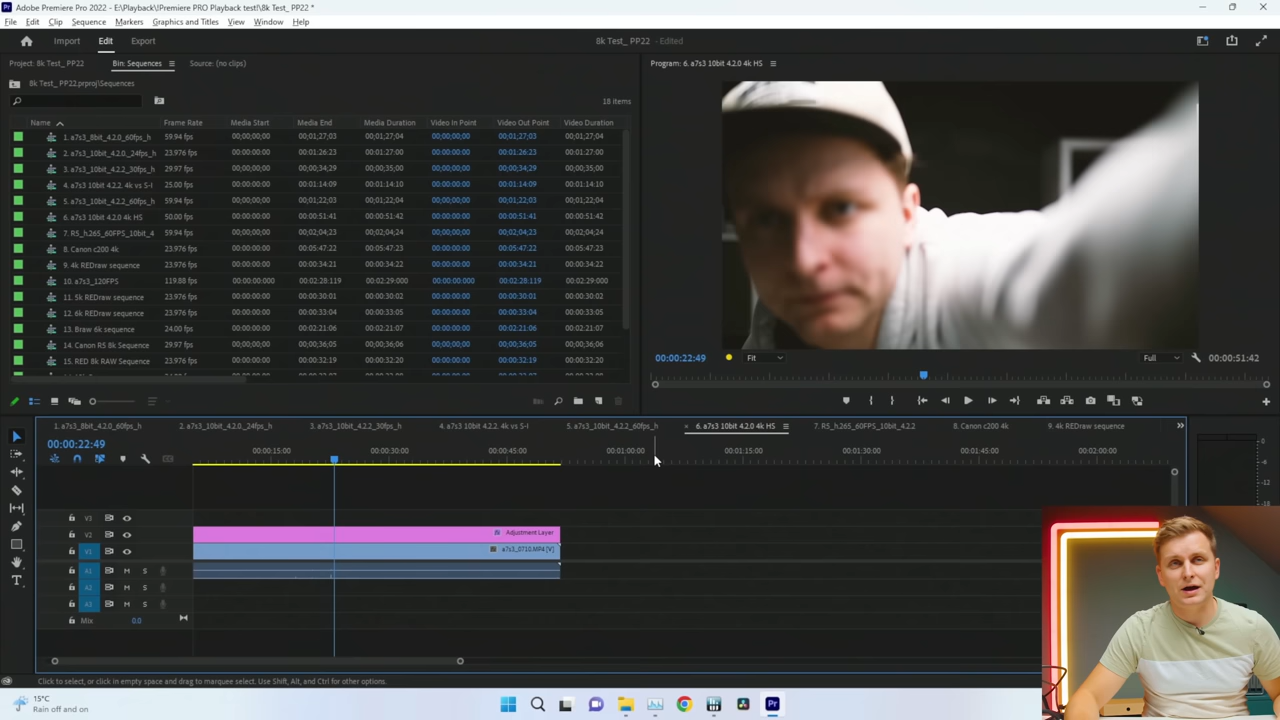 Adobe Premiere Pro 2022 - E:\Playback\!Premiere PRO Playback test!\8k Test_ PP22 *
File Edit Clip Sequence Markers Graphics and Titles View Window Help
Import Edit Export
8k Test_ PP22 - Edited
Project: 8k Test_ PP22 Bin: Sequences Source: (no clips)
8k Test_ PP22.prproj\Sequences
18 items
Name Frame Rate Media Start Media End Media Duration Video In Point Video Out Point Video Duration
1. a7s3_8bit_4.2.0_60fps_h 59.94 fps 00;00;00;00 00;01;27;03 00;01;27;04 00;00;00;00 00;01;27;03 00;01;27;04
2. a7s3_10bit_4.2.0._24fps_h 23.976 fps 00:00:00:00 00:01:26:23 00:01:27:00 00:00:00:00 00:01:26:23 00:01:27:00
3. a7s3_10bit_4.2.2_30fps_h 29.97 fps 00;00;00;00 00;00;34;29 00;00;35;00 00;00;00;00 00;00;34;29 00;00;35;00
4. a7s3 10bit 4.2.2. 4k vs S-I 25.00 fps 00:00:00:00 00:01:14:09 00:01:14:10 00:00:00:00 00:01:14:09 00:01:14:10
5. a7s3_10bit_4.2.2_60fps_h 59.94 fps 00;00;00;00 00;01;22;03 00;01;22;04 00;00;00;00 00;01;22;03 00;01;22;04
6. a7s3 10bit 4.2.0 4k HS 50.00 fps 00:00:00:00 00:00:51:41 00:00:51:42 00:00:00:00 00:00:51:41 00:00:51:42
7. R5_h265_60FPS_10bit_4 59.94 fps 00;00;00;00 00;02;04;23 00;02;04;24 00;00;00;00 00;02;04;23 00;02;04;24
8. Canon c200 4k 23.976 fps 00:00:00:00 00:05:47:22 00:05:47:23 00:00:00:00 00:05:47:22 00:05:47:23
9. 4k REDraw sequence 23.976 fps 00:00:00:00 00:00:34:21 00:00:34:22 00:00:00:00 00:00:34:21 00:00:34:22
10. a7s3_120FPS 119.88 fps 00:00:00:000 00:02:28:119 00:02:29:000 00:00:00:000 00:02:28:119 00:02:29:000
11. 5k REDraw sequence 23.976 fps 00:00:00:00 00:00:30:01 00:00:30:02 00:00:00:00 00:00:30:01 00:00:30:02
12. 6k REDraw sequence 23.976 fps 00:00:00:00 00:00:33:04 00:00:33:05 00:00:00:00 00:00:33:04 00:00:33:05
13. Braw 6k sequence 24.00 fps 00:00:00:00 00:02:21:06 00:02:21:07 00:00:00:00 00:02:21:06 00:02:21:07
14. Canon R5 8k Sequence 29.97 fps 00;00;00;00 00;00;36;05 00;00;36;06 00;00;00;00 00;00;36;05 00;00;36;06
15. RED 8k RAW Sequence 23.976 fps 00:00:00:00 00:00:32:19 00:00:32:20 00:00:00:00 00:00:32:19 00:00:32:20
Program: 6. a7s3 10bit 4.2.0 4k HS
00:00:22:49 Fit Full 00:00:51:42
1. a7s3_8bit_4.2.0_60fps_h 2. a7s3_10bit_4.2.0._24fps_h 3. a7s3_10bit_4.2.2_30fps_h 4. a7s3 10bit 4.2.2. 4k vs S-I 5. a7s3_10bit_4.2.2_60fps_h × 6. a7s3 10bit 4.2.0 4k HS 7. R5_h.265_60FPS_10bit_4.2.2 8. Canon c200 4k 9. 4k REDraw sequence
00:00:22:49
00:00:15:00 00:00:30:00 00:00:45:00 00:01:00:00 00:01:15:00 00:01:30:00 00:01:45:00 00:02:00:00
0
-6
-12
V3
V2 fx Adjustment Layer
V1 a7s3_0710.MP4 [V]
A1 M S
A2 M S
A3 M S
Mix 0.0
Click to select, or click in empty space and drag to marquee select. Use Shift, Alt, and Ctrl for other options.
15°C
Rain off and on